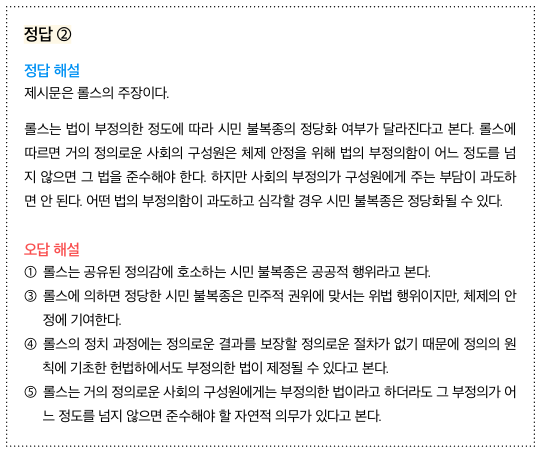 정답 ②
정답 해설
제시문은 롤스의 주장이다.
롤스는 법이 부정의한 정도에 따라 시민 불복종의 정당화 여부가 달라진다고 본다. 롤스에
따르면 거의 정의로운 사회의 구성원은 체제 안정을 위해 법의 부정의함이 어느 정도를 넘
지 않으면 그 법을 준수해야 한다. 하지만 사회의 부정의가 구성원에게 주는 부담이 과도하
면 안 된다. 어떤 법의 부정의함이 과도하고 심각할 경우 시민 불복종은 정당화될 수 있다.
오답 해설
① 롤스는 공유된 정의감에 호소하는 시민 불복종은 공공적 행위라고 본다.
③ 롤스에 의하면 정당한 시민 불복종은 민주적 권위에 맞서는 위법 행위이지만, 체제의 안
정에 기여한다.
④ 롤스의 정치 과정에는 정의로운 결과를 보장할 정의로운 절차가 없기 때문에 정의의 원
칙에 기초한 헌법하에서도 부정의한 법이 제정될 수 있다고 본다.
⑤ 롤스는 거의 정의로운 사회의 구성원에게는 부정의한 법이라고 하더라도 그 부정의가 어
느 정도를 넘지 않으면 준수해야 할 자연적 의무가 있다고 본다.